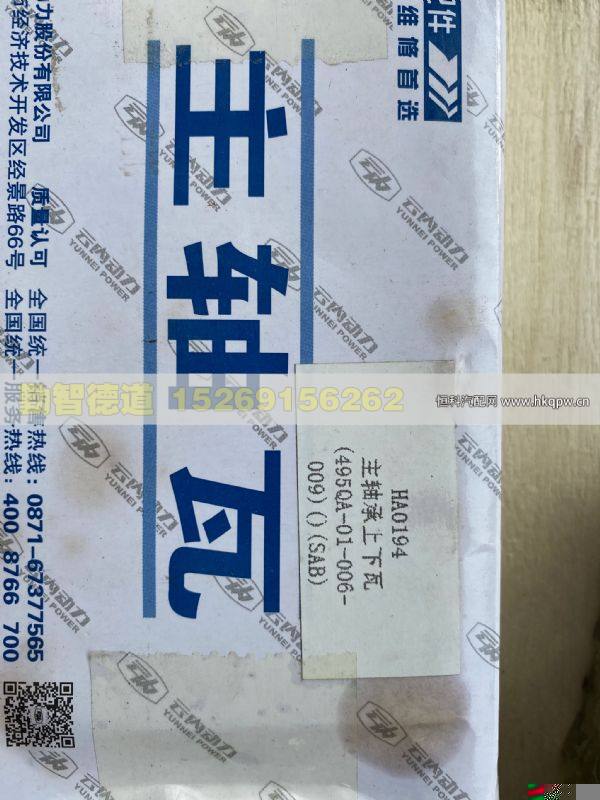 件
维修首选
主轴瓦
HA0194
主轴承上下瓦
(495QA-01-006-
009)()(SAB)
力股份有限公司 质量认可 全国统一销售热线：0871-67377565
经济技术开发区经景路66号 全国统一服务热线：400 8766 700
云内动力
YUNNEI POWER
智德道 15269156262
恒科汽配网 www.hkqpw.cn